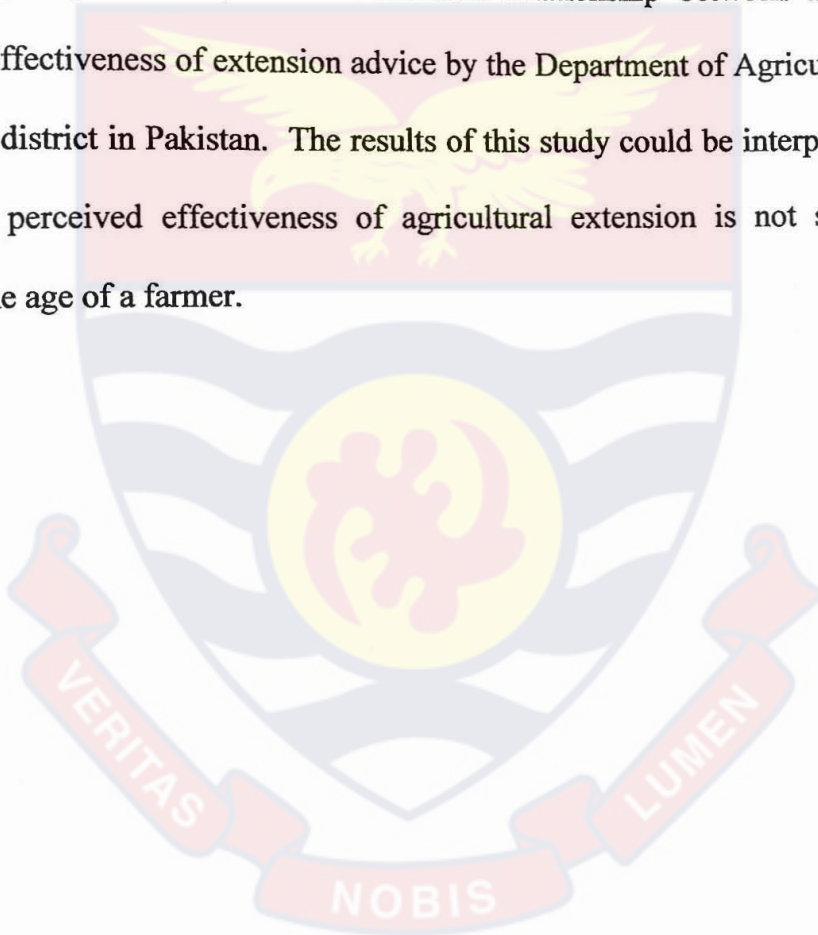 ffectiveness of extension advice by the Department of Agricu
district in Pakistan. The results of this study could be interp
perceived effectiveness of agricultural extension is not s
e age of a farmer.
VERITAS
NOBIS
LUMEN